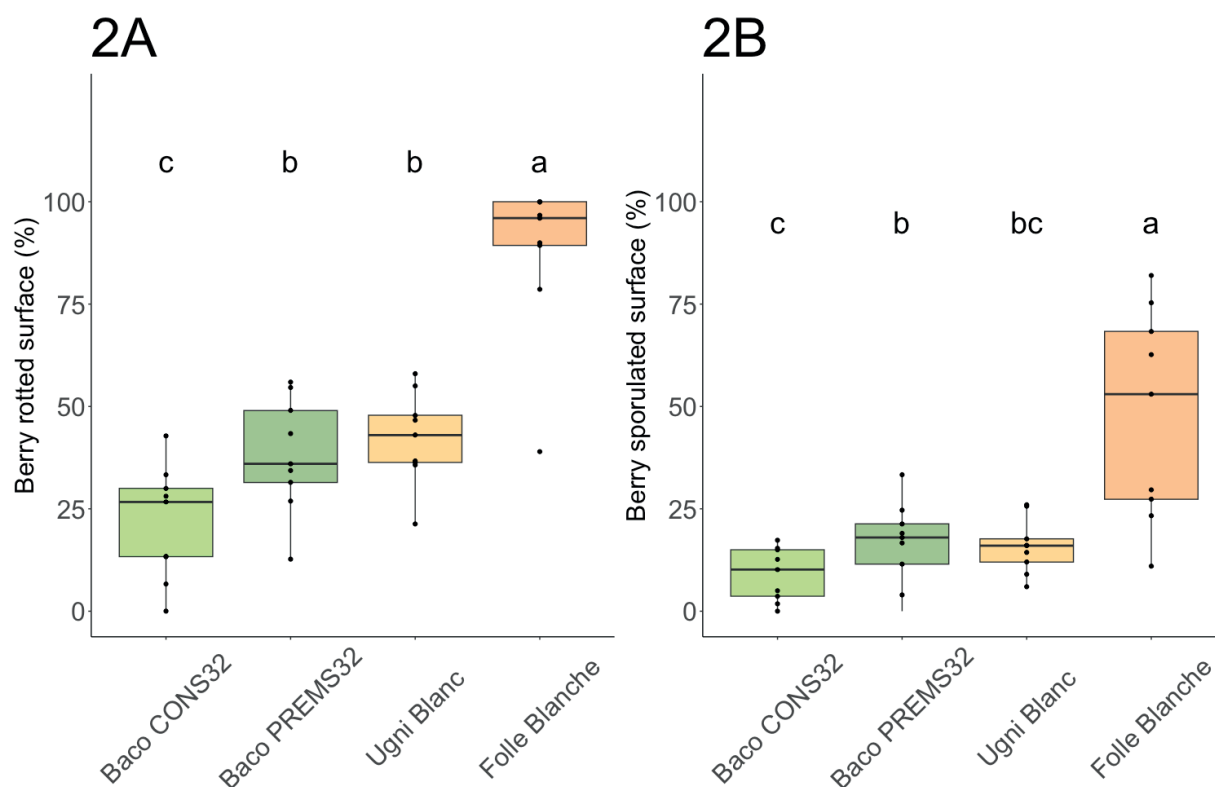 2A
Berry rotted surface (%)
c b b a
100
75
50
25
0
Baco CONS32
Baco PREMS32
Ugni Blanc
Folle Blanche
2B
Berry sporulated surface (%)
c b bc a
100
75
50
25
0
Baco CONS32
Baco PREMS32
Ugni Blanc
Folle Blanche